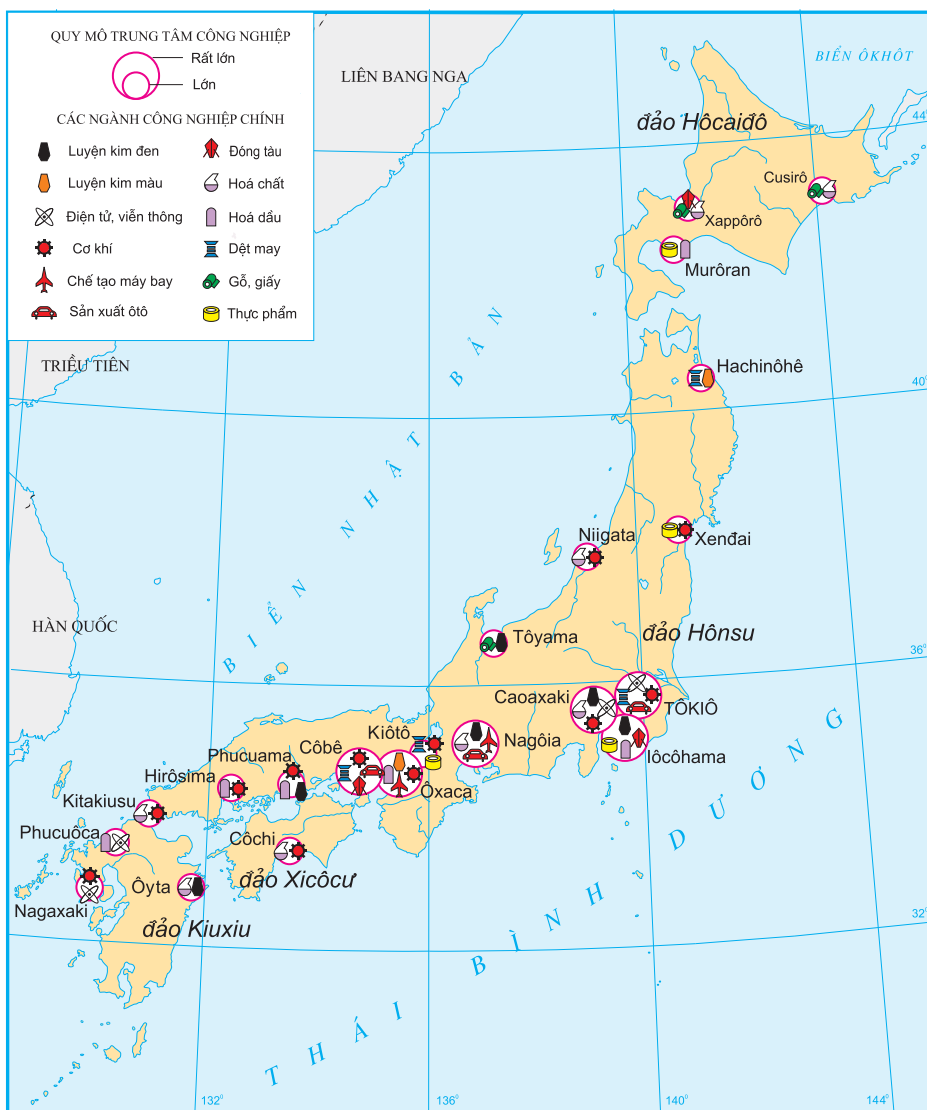 QUY MÔ TRUNG TÂM CÔNG NGHIỆP
Rất lớn
Lớn
CÁC NGÀNH CÔNG NGHIỆP CHÍNH
Luyện kim đen
Đóng tàu
Luyện kim màu
Hoá chất
Điện tử, viễn thông
Hoá dầu
Cơ khí
Dệt may
Chế tạo máy bay
Gỗ, giấy
Sản xuất ôtô
Thực phẩm
LIÊN BANG NGA
BIỂN ÔKHÔT
đảo Hôcaiđô
44°
Cusirô
Xappôrô
Murôran
TRIỀU TIÊN
Hachinôhê
40°
BIỂN NHẬT BẢN
Niigata
Xenđai
HÀN QUỐC
Tôyama
đảo Hônsu
36°
Caoaxaki
TÔKIÔ
Kiôtô
Nagôia
Iôcôhama
Côbê
Phucuama
Hirôsima
Ôxaca
Kitakiusu
Phucuôca
Côchi
đảo Xicôcư
Ôyta
Nagaxaki
đảo Kiuxiu
32°
THÁI BÌNH DƯƠNG
132°
136°
140°
144°